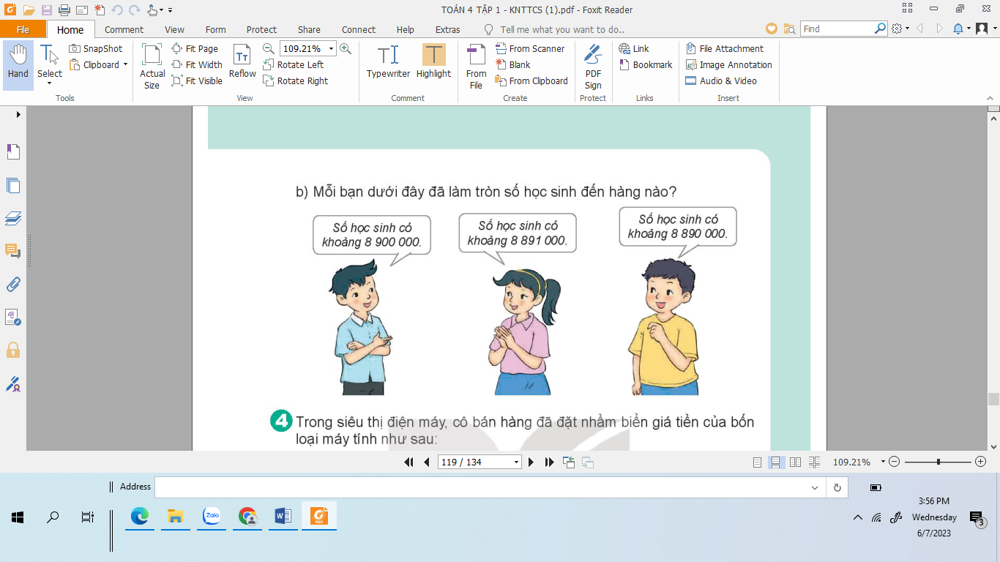 TOÁN 4 TẬP 1 - KNTTCS (1).pdf - Foxit Reader
File Home Comment View Form Protect Share Connect Help Extras Tell me what you want to do.. Find
Hand
Select
SnapShot
Clipboard
Tools
Actual Size
Fit Page
Fit Width
Fit Visible
Reflow
109.21%
Rotate Left
Rotate Right
View
Typewriter
Highlight
Comment
From File
From Scanner
Blank
From Clipboard
Create
PDF Sign
Protect
Link
Bookmark
Links
File Attachment
Image Annotation
Audio & Video
Insert
b) Mỗi bạn dưới đây đã làm tròn số học sinh đến hàng nào?
Số học sinh có
khoảng 8 900 000.
Số học sinh có
khoảng 8 891 000.
Số học sinh có
khoảng 8 890 000.
4 Trong siêu thị điện máy, cô bán hàng đã đặt nhầm biển giá tiền của bốn
loại máy tính như sau:
119 / 134
109.21%
Address
Zalo
PDF
3:56 PM
Wednesday
6/7/2023
3